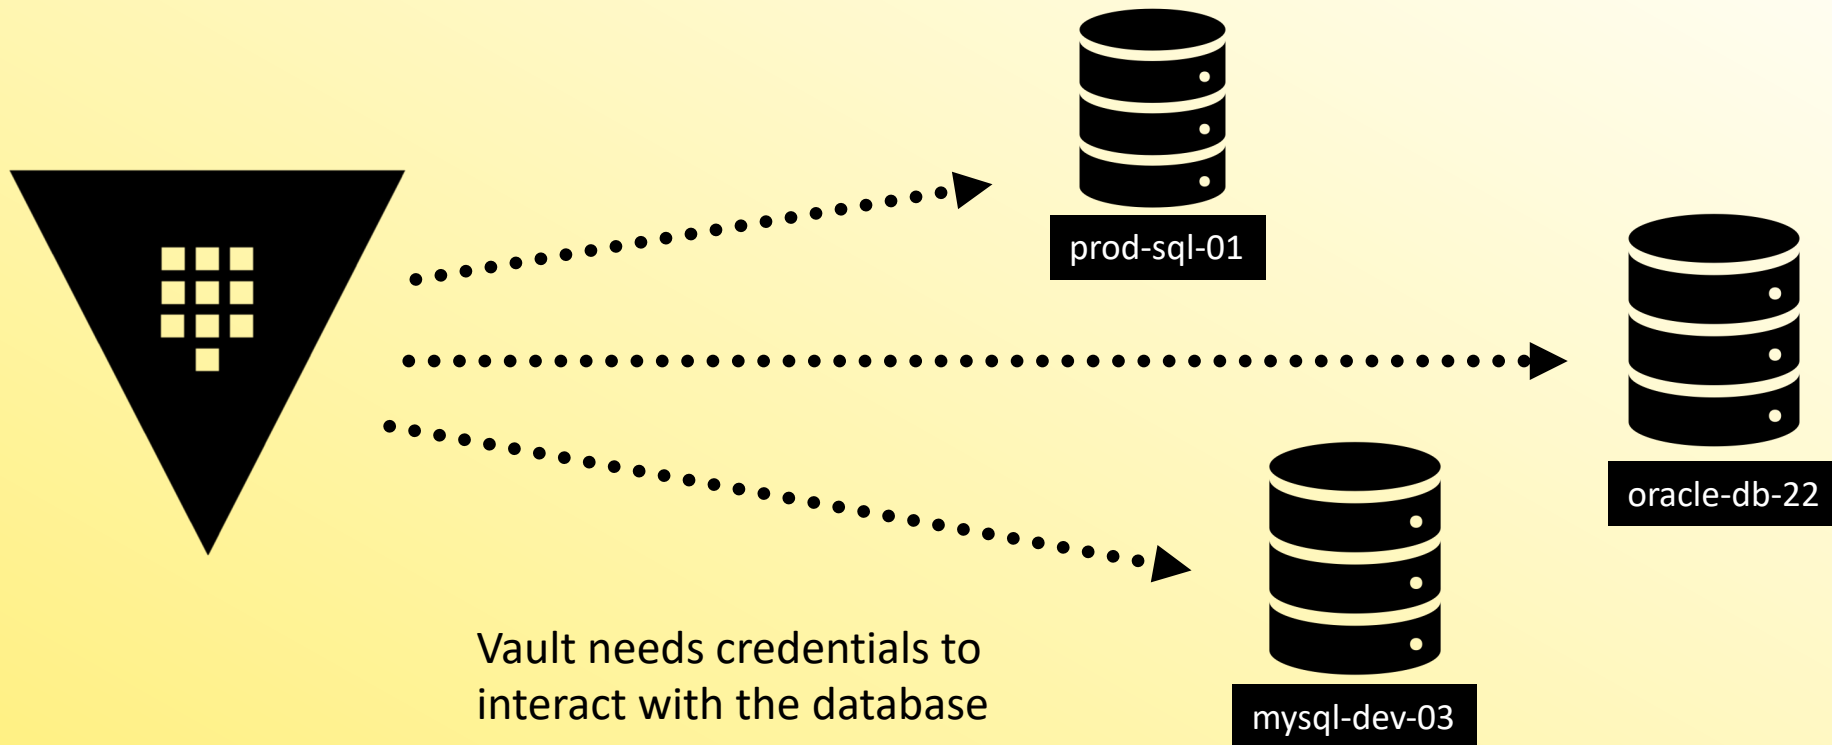 prod-sql-01
oracle-db-22
Vault needs credentials to
interact with the database
mysql-dev-03